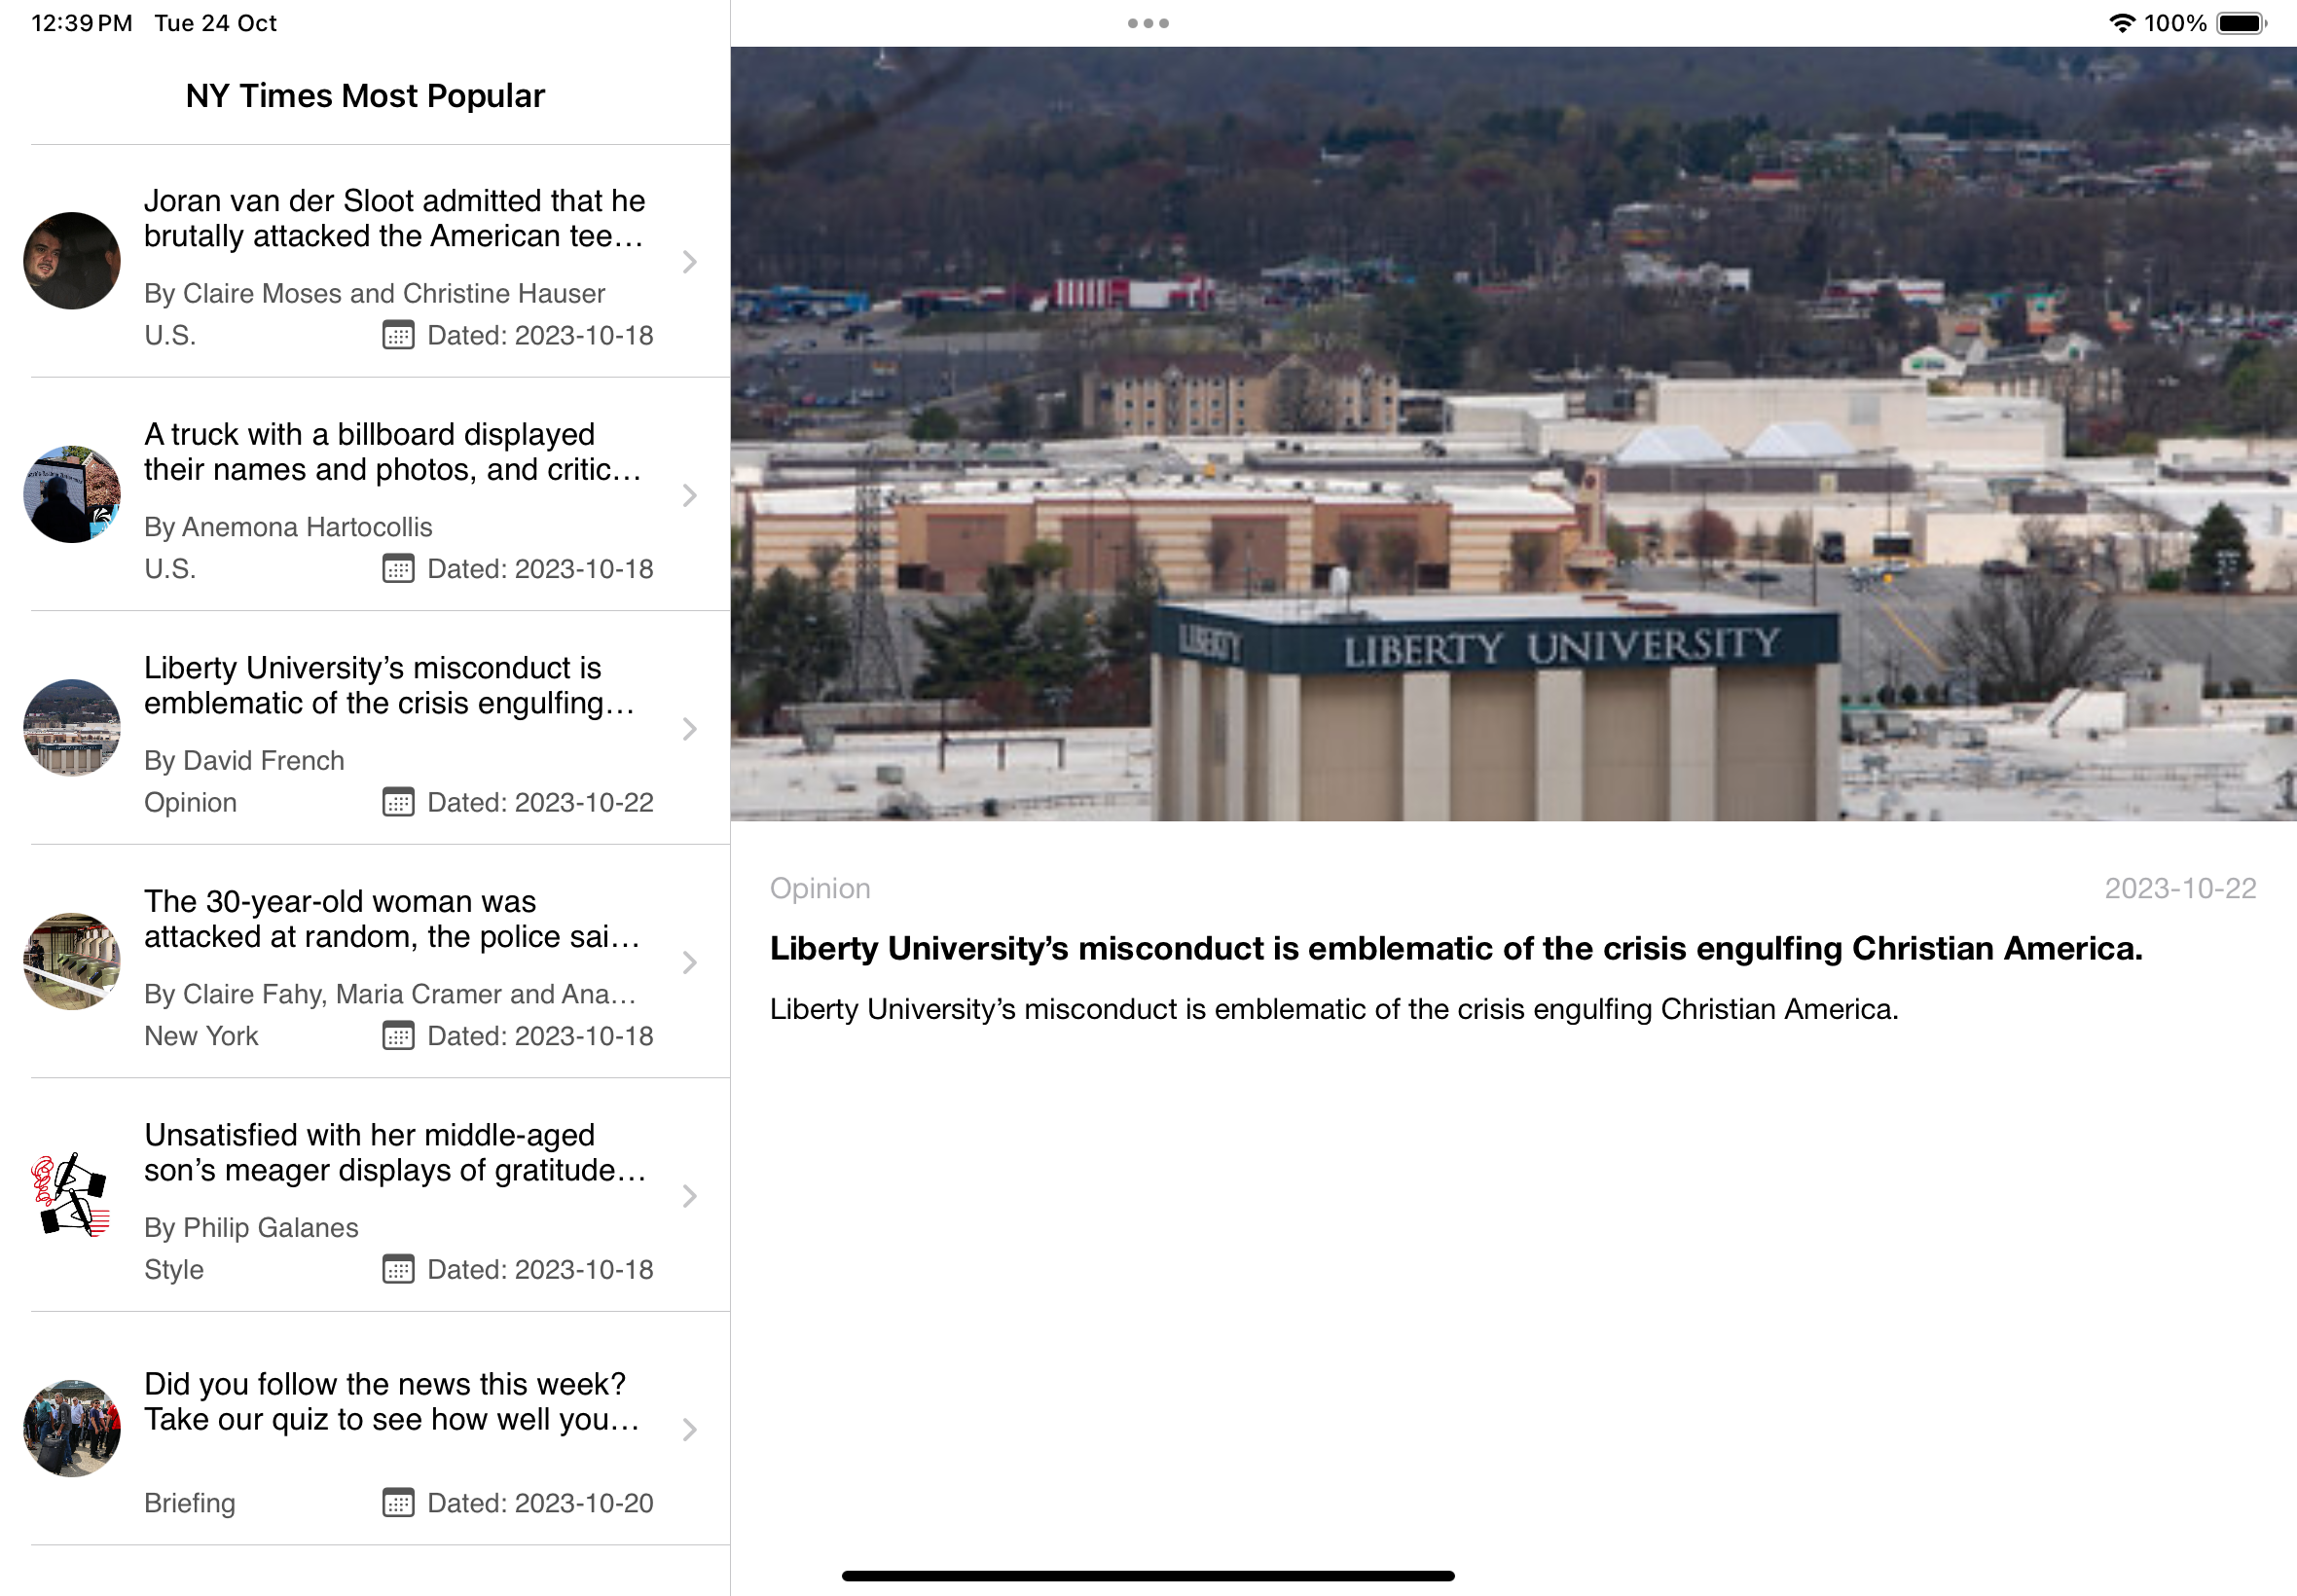 12:39 PM Tue 24 Oct
100%
NY Times Most Popular
Joran van der Sloot admitted that he
brutally attacked the American tee…
By Claire Moses and Christine Hauser
U.S. Dated: 2023-10-18
A truck with a billboard displayed
their names and photos, and critic…
By Anemona Hartocollis
U.S. Dated: 2023-10-18
Liberty University’s misconduct is
emblematic of the crisis engulfing…
By David French
Opinion Dated: 2023-10-22
The 30-year-old woman was
attacked at random, the police sai…
By Claire Fahy, Maria Cramer and Ana…
New York Dated: 2023-10-18
Unsatisfied with her middle-aged
son’s meager displays of gratitude…
By Philip Galanes
Style Dated: 2023-10-18
Did you follow the news this week?
Take our quiz to see how well you…
Briefing Dated: 2023-10-20
LIBERTY LIBERTY UNIVERSITY
Opinion 2023-10-22
Liberty University’s misconduct is emblematic of the crisis engulfing Christian America.
Liberty University’s misconduct is emblematic of the crisis engulfing Christian America.